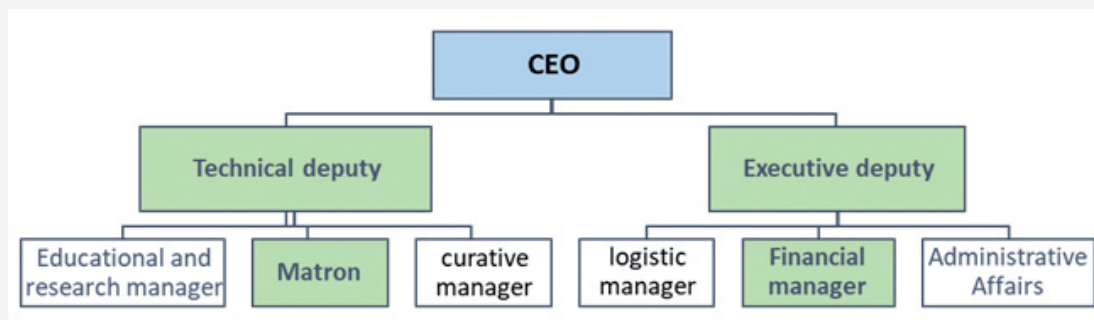 CEO
Technical deputy
Executive deputy
Educational and
research manager
Matron
curative
manager
logistic
manager
Financial
manager
Administrative
Affairs